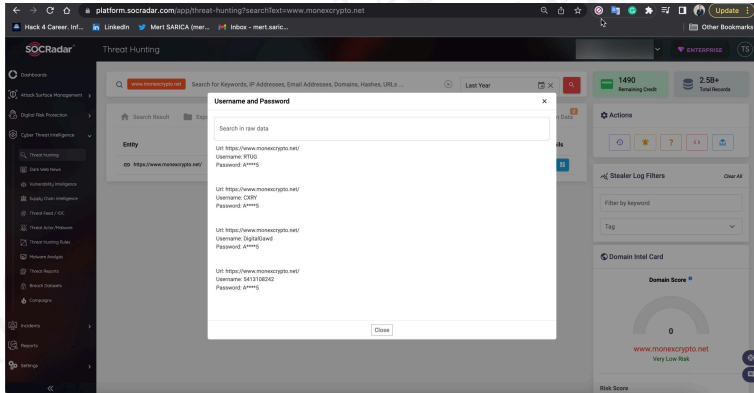 platform.socradar.com/app/threat-hunting?searchText=www.monexcrypto.net
Update
Hack 4 Career. Inf...
LinkedIn
Mert SARICA (mer...
Inbox - mert.saric...
Other Bookmarks
SOCRadar
Threat Hunting
ENTERPRISE
TS
Dashboards
Attack Surface Management
Digital Risk Protection
Cyber Threat Intelligence
Threat Hunting
Dark Web News
Vulnerability Intelligence
Supply Chain Intelligence
Threat Feed / IOC
Threat Actor/Malware
Threat Hunting Rules
Malware Analysis
Threat Reports
Breach Datasets
Campaigns
Incidents
Reports
Settings
www.monexcrypto.net
Search for Keywords, IP Addresses, Email Addresses, Domains, Hashes, URLs ...
Last Year
Search Result
Entity
https://www.monexcrypto.net/
Username and Password
Search in raw data
Url: https://www.monexcrypto.net/
Username: RTUG
Password: A****5
Url: https://www.monexcrypto.net/
Username: CXRY
Password: A****5
Url: https://www.monexcrypto.net/
Username: DigitalGawd
Password: A****5
Url: https://www.monexcrypto.net/
Username: 5413108242
Password: A****5
Close
1490
Remaining Credit
2.5B+
Total Records
Actions
Stealer Log Filters
Clear All
Filter by keyword
Tag
Domain Intel Card
Domain Score
0
www.monexcrypto.net
Very Low Risk
Risk Score